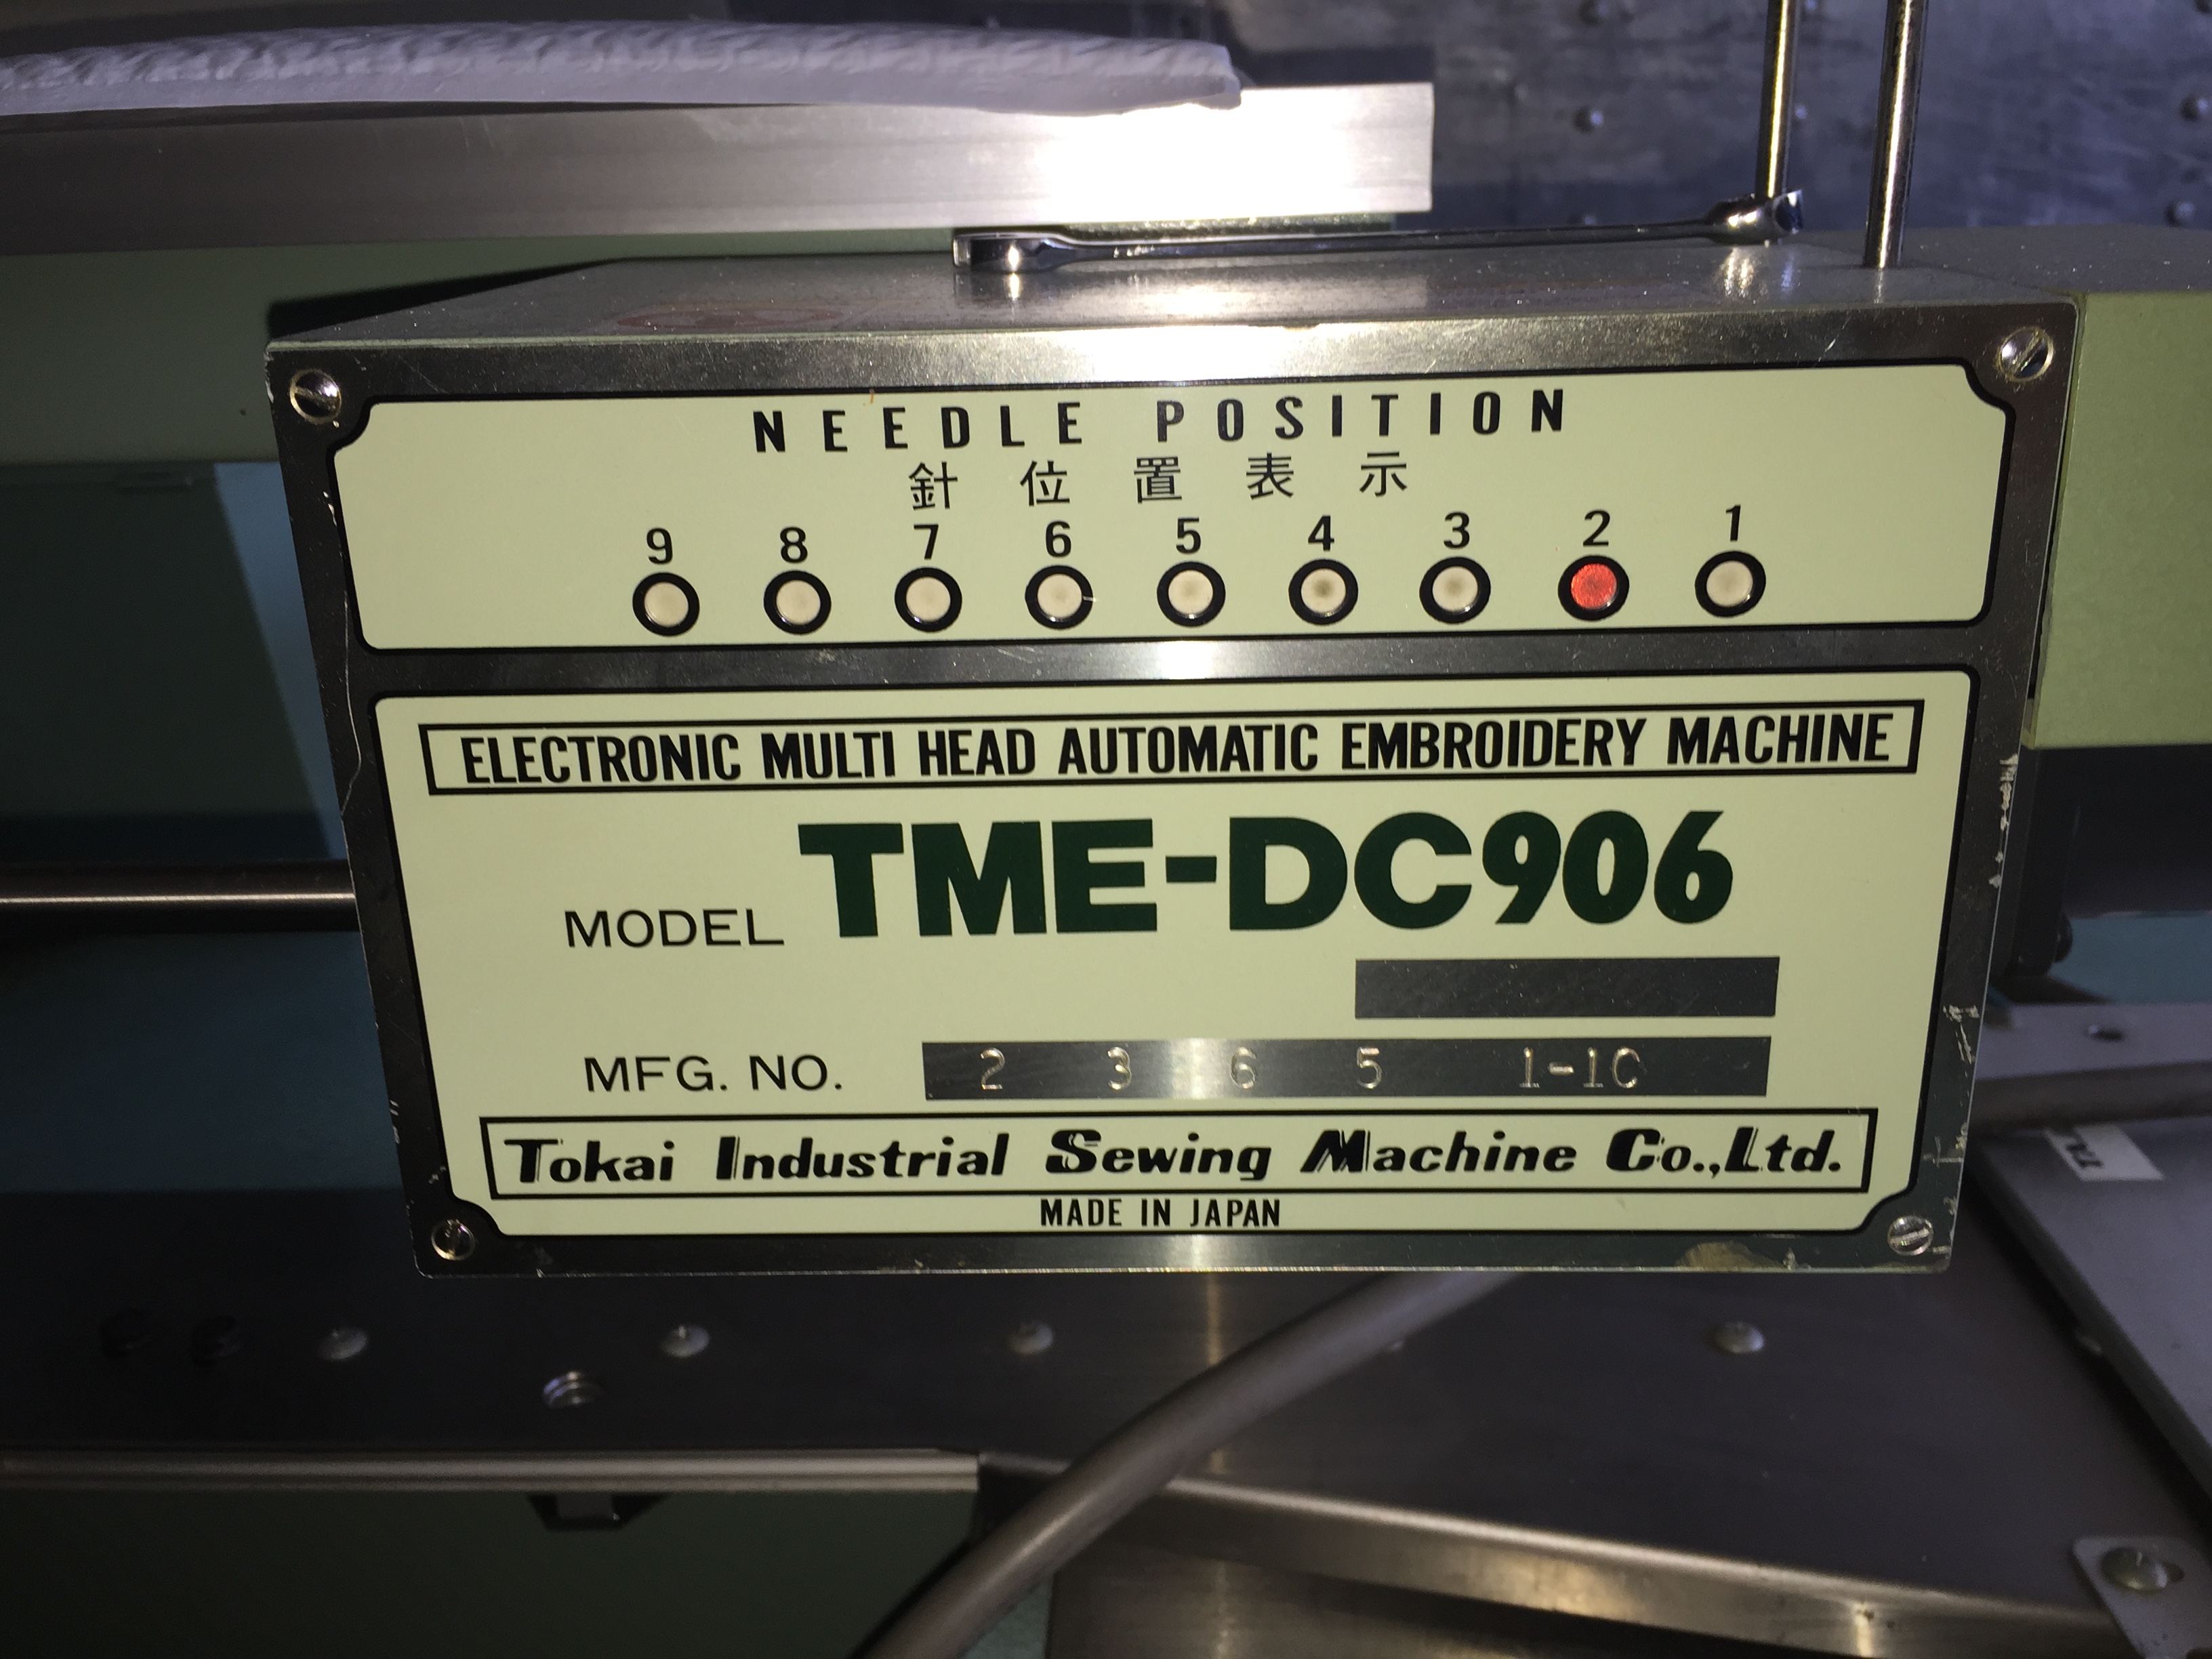 NEEDLE POSITION
針位置表示
9 8 7 6 5 4 3 2 1
ELECTRONIC MULTI HEAD AUTOMATIC EMBROIDERY MACHINE
MODEL TME-DC906
MFG. NO. 2 3 6 5 1-1C
Tokai Industrial Sewing Machine Co.,Ltd.
MADE IN JAPAN